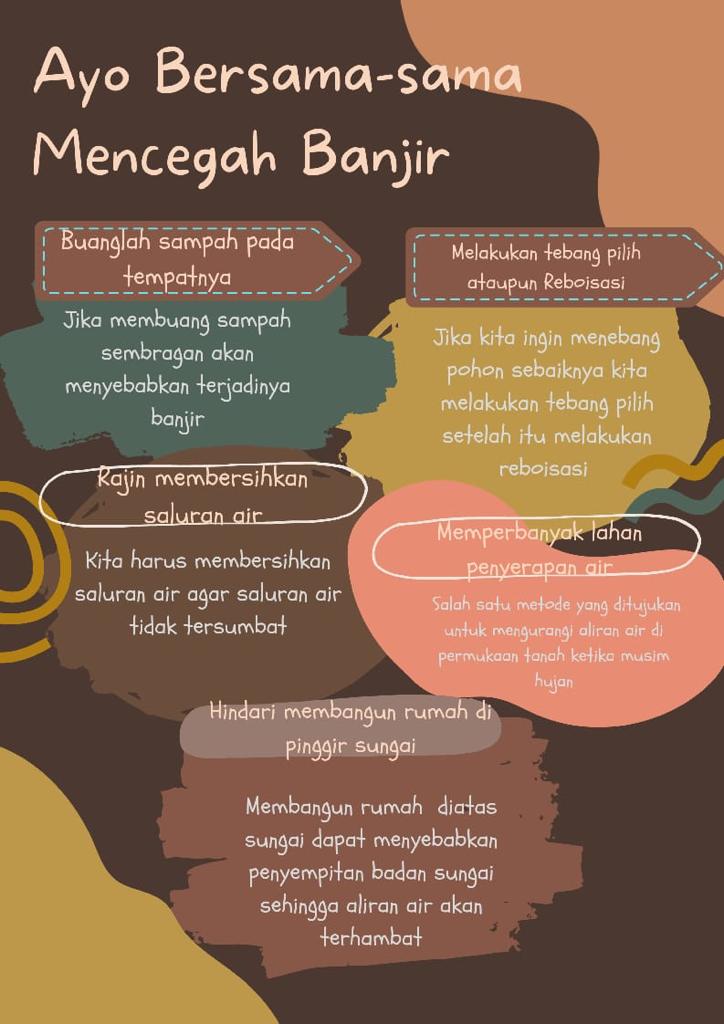 Ayo Bersama-sama
Mencegah Banjir
Buanglah sampah pada
tempatnya
Jika membuang sampah
sembragan akan
menyebabkan terjadinya
banjir
Melakukan tebang pilih
ataupun Reboisasi
Jika kita ingin menebang
pohon sebaiknya kita
melakukan tebang pilih
setelah itu melakukan
reboisasi
Rajin membersihkan
saluran air
Kita harus membersihkan
saluran air agar saluran air
tidak tersumbat
Memperbanyak lahan
penyerapan air
Salah satu metode yang ditujukan
untuk mengurangi aliran air di
permukaan tanah ketika musim
hujan
Hindari membangun rumah di
pinggir sungai
Membangun rumah diatas
sungai dapat menyebabkan
penyempitan badan sungai
sehingga aliran air akan
terhambat